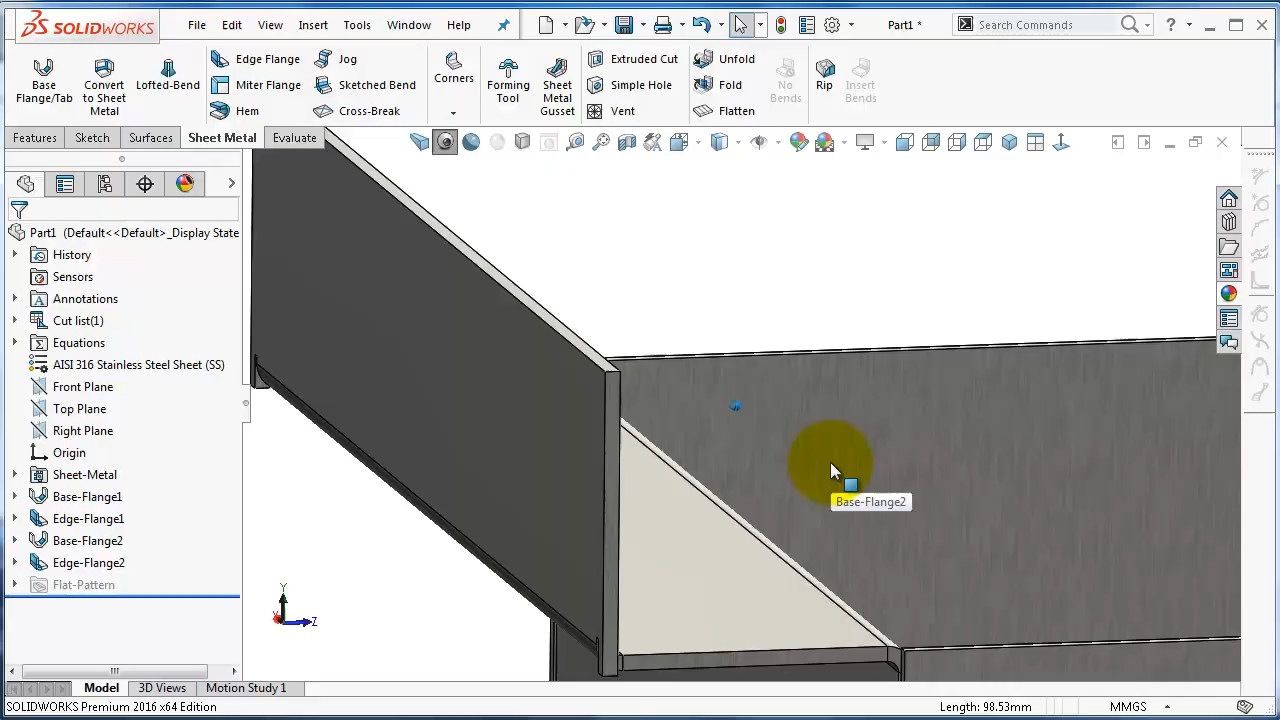 SOLIDWORKS
File Edit View Insert Tools Window Help
Part1 *
Search Commands
Base Flange/Tab
Convert to Sheet Metal
Lofted-Bend
Edge Flange
Miter Flange
Hem
Jog
Sketched Bend
Cross-Break
Corners
Forming Tool
Sheet Metal Gusset
Extruded Cut
Simple Hole
Vent
Unfold
Fold
Flatten
No Bends
Rip
Insert Bends
Features Sketch Surfaces Sheet Metal Evaluate
Part1 (Default<<Default>_Display State
History
Sensors
Annotations
Cut list(1)
Equations
AISI 316 Stainless Steel Sheet (SS)
Front Plane
Top Plane
Right Plane
Origin
Sheet-Metal
Base-Flange1
Edge-Flange1
Base-Flange2
Edge-Flange2
Flat-Pattern
Base-Flange2
Y
Z
Model 3D Views Motion Study 1
SOLIDWORKS Premium 2016 x64 Edition
Length: 98.53mm
MMGS